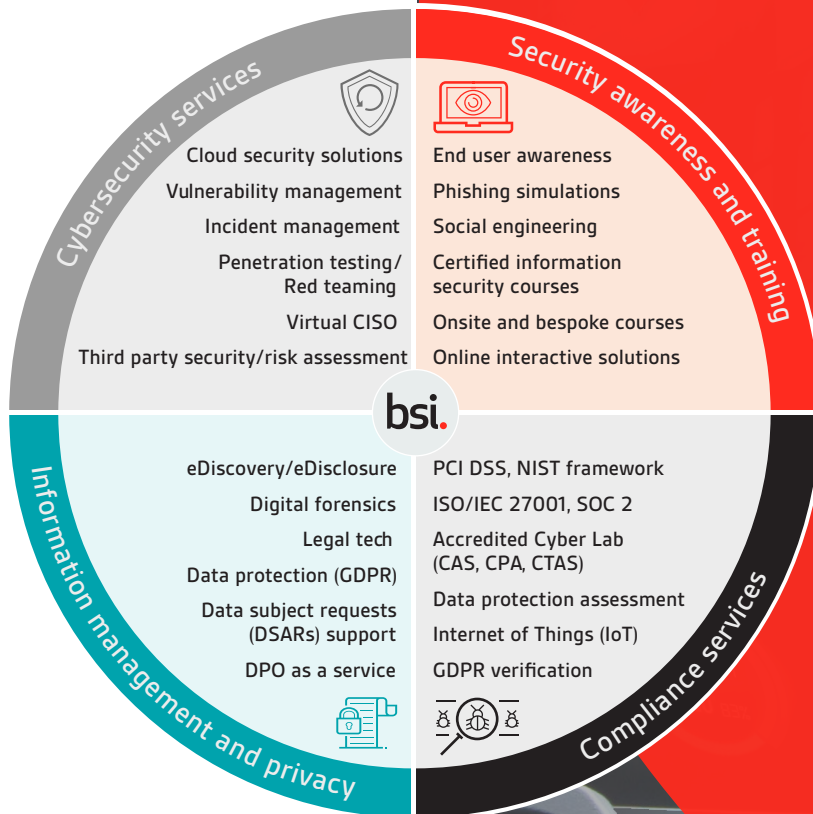 Cybersecurity services
Cloud security solutions
Vulnerability management
Incident management
Penetration testing/
Red teaming
Virtual CISO
Third party security/risk assessment
Security awareness and training
End user awareness
Phishing simulations
Social engineering
Certified information
security courses
Onsite and bespoke courses
Online interactive solutions
bsi.
Information management and privacy
eDiscovery/eDisclosure
Digital forensics
Legal tech
Data protection (GDPR)
Data subject requests
(DSARs) support
DPO as a service
Compliance services
PCI DSS, NIST framework
ISO/IEC 27001, SOC 2
Accredited Cyber Lab
(CAS, CPA, CTAS)
Data protection assessment
Internet of Things (IoT)
GDPR verification